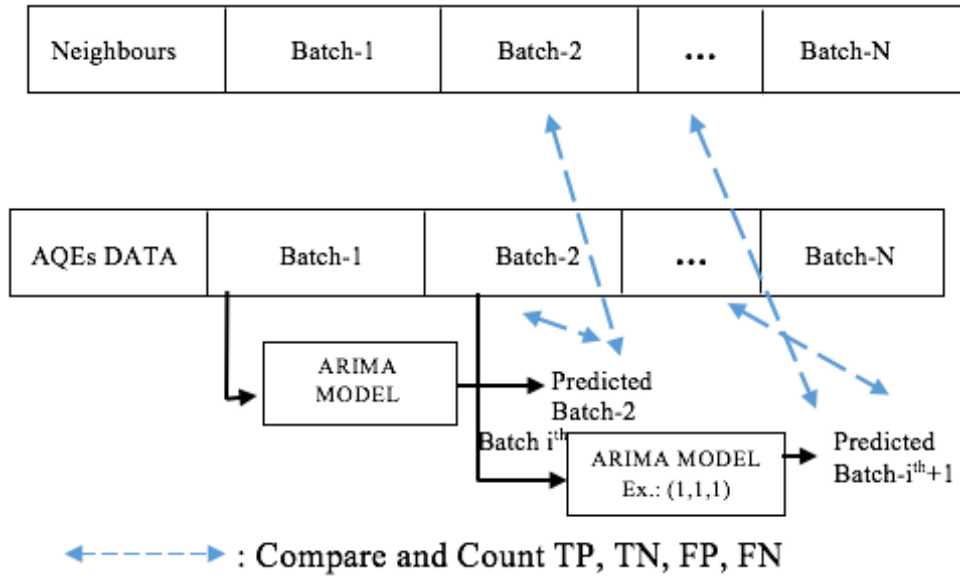 Neighbours Batch-1 Batch-2 ... Batch-N
AQEs DATA Batch-1 Batch-2 ... Batch-N
ARIMA
MODEL
Predicted
Batch-2
Batch iᵗʰ
ARIMA MODEL
Ex.: (1,1,1)
Predicted
Batch-iᵗʰ+1
: Compare and Count TP, TN, FP, FN